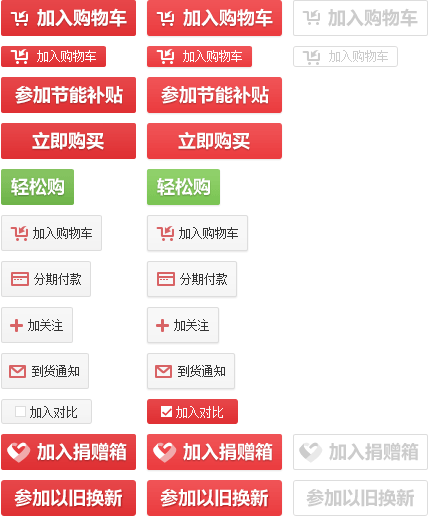 加入购物车 加入购物车 加入购物车
加入购物车 加入购物车 加入购物车
参加节能补贴 参加节能补贴
立即购买 立即购买
轻松购 轻松购
加入购物车 加入购物车
分期付款 分期付款
加关注 加关注
到货通知 到货通知
加入对比 加入对比
加入捐赠箱 加入捐赠箱 加入捐赠箱
参加以旧换新 参加以旧换新 参加以旧换新